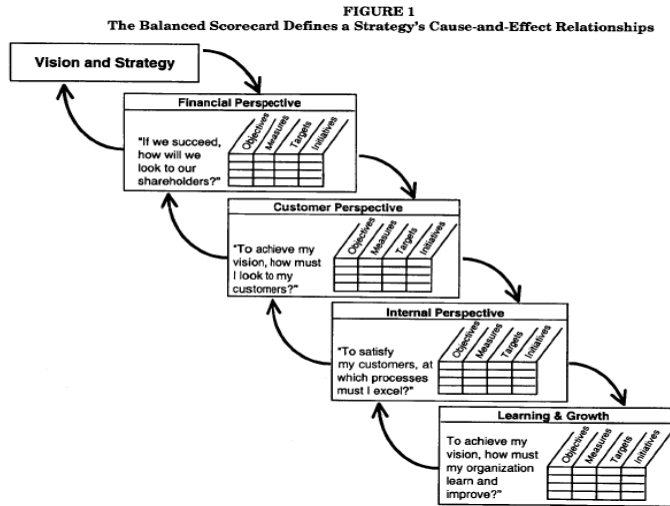 FIGURE 1
The Balanced Scorecard Defines a Strategy's Cause-and-Effect Relationships
Vision and Strategy
Financial Perspective
"If we succeed,
how will we
look to our
shareholders?"
Objectives
Measures
Targets
Initiatives
Customer Perspective
"To achieve my
vision, how must
I look to my
customers?"
Objectives
Measures
Targets
Initiatives
Internal Perspective
"To satisfy
my customers, at
which processes
must I excel?"
Objectives
Measures
Targets
Initiatives
Learning & Growth
To achieve my
vision, how must
my organization
learn and
improve?"
Objectives
Measures
Targets
Initiatives